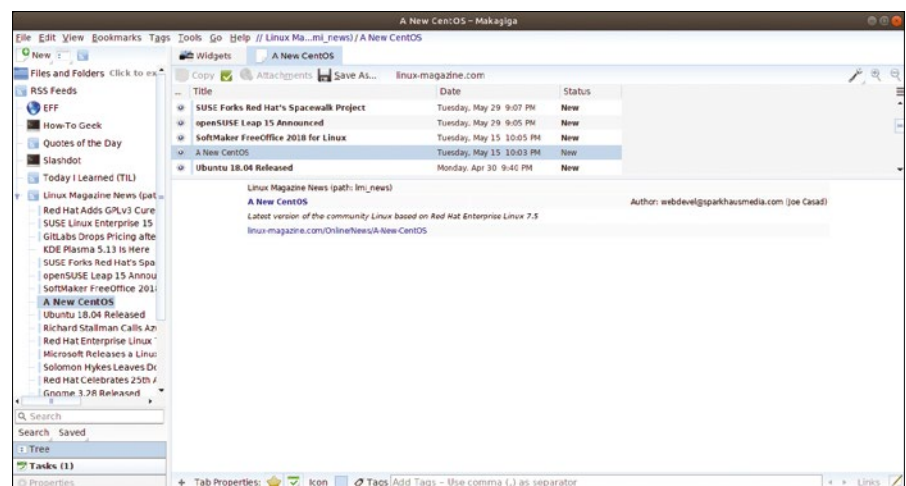 A New CentOS – Makagiga
File Edit View Bookmarks Tags Tools Go Help // Linux Ma...mi_news) / A New CentOS
New
Widgets
A New CentOS
Files and Folders Click to ex
Copy Attachments Save As... linux-magazine.com
RSS Feeds
EFF
How-To Geek
Quotes of the Day
Slashdot
Today I Learned (TIL)
Linux Magazine News (pat
Red Hat Adds GPLv3 Cure
SUSE Linux Enterprise 15
GitLabs Drops Pricing afte
KDE Plasma 5.13 Is Here
SUSE Forks Red Hat's Spa
openSUSE Leap 15 Annou
SoftMaker FreeOffice 201
A New CentOS
Ubuntu 18.04 Released
Richard Stallman Calls Az
Red Hat Enterprise Linux
Microsoft Releases a Linu
Solomon Hykes Leaves Do
Red Hat Celebrates 25th A
Gnome 3.28 Released
Search
Search Saved
Tree
Tasks (1)
Properties
... Title Date Status
SUSE Forks Red Hat's Spacewalk Project Tuesday, May 29 9:07 PM New
openSUSE Leap 15 Announced Tuesday, May 29 9:05 PM New
SoftMaker FreeOffice 2018 for Linux Tuesday, May 15 10:05 PM New
A New CentOS Tuesday, May 15 10:03 PM New
Ubuntu 18.04 Released Monday, Apr 30 9:40 PM New
Linux Magazine News (path: lmi_news)
A New CentOS Author: webdevel@sparkhausmedia.com (Joe Casad)
Latest version of the community Linux based on Red Hat Enterprise Linux 7.5
linux-magazine.com/Online/News/A-New-CentOS
+ Tab Properties: Icon Tags Add Tags – Use comma (,) as separator Links